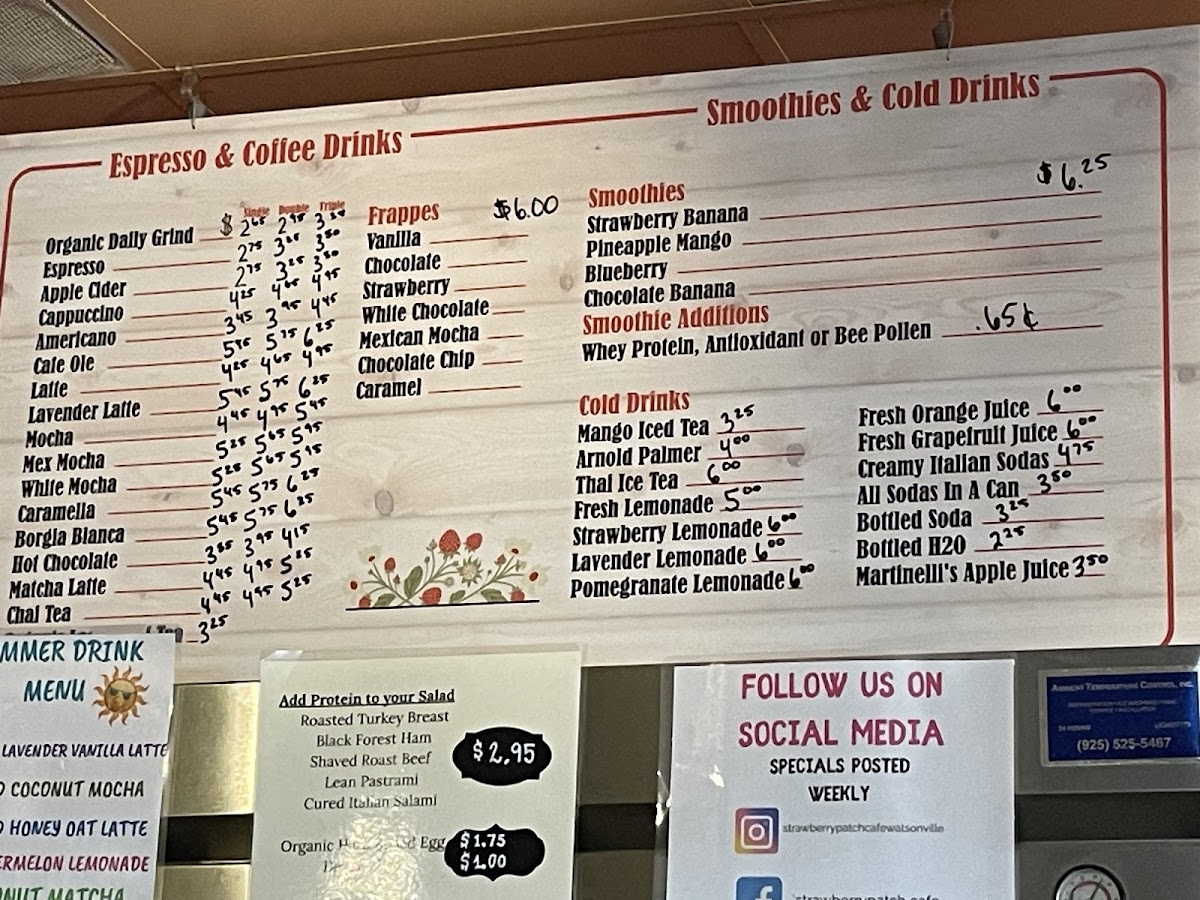 Espresso & Coffee Drinks
Single Double Triple
Organic Daily Grind $ 2 65 2 95
Espresso 2 75 3 25 3 50
Apple Cider 2 75 3 25 3 50
Cappuccino 4 25 4 65 4 95
Americano 3 45 3 95 4 45
Cafe Ole 5 45 5 75 6 25
Latte 4 25 4 65 4 95
Lavender Latte 5 45 5 75 6 25
Mocha 4 45 4 95 5 45
Mex Mocha 5 25 5 65 5 95
White Mocha 5 25 5 65 5 95
Caramella 5 45 5 75 6 25
Borgia Bianca 5 45 5 75 6 25
Hot Chocolate 3 95 4 15
Matcha Latte 4 45 4 95 5 25
Chai Tea 4 45 4 95 5 25
Tea 3 25
Frappes $6.00
Vanilla
Chocolate
Strawberry
White Chocolate
Mexican Mocha
Chocolate Chip
Caramel
Smoothies & Cold Drinks
Smoothies $6.25
Strawberry Banana
Pineapple Mango
Blueberry
Chocolate Banana
Smoothie Additions
Whey Protein, Antioxidant or Bee Pollen .65¢
Cold Drinks
Mango Iced Tea 3 25
Arnold Palmer 4 00
Thai Ice Tea 6 00
Fresh Lemonade 5 00
Strawberry Lemonade 6 00
Lavender Lemonade 6 00
Pomegranate Lemonade 6 00
Fresh Orange Juice 6 00
Fresh Grapefruit Juice 6 00
Creamy Italian Sodas 4 75
All Sodas In A Can 3 50
Bottled Soda 3 25
Bottled H2O 2 25
Martinelli's Apple Juice 3 50
MMER DRINK
MENU
LAVENDER VANILLA LATTE
D COCONUT MOCHA
D HONEY OAT LATTE
ERMELON LEMONADE
ONUT MATCHA
Add Protein to your Salad
Roasted Turkey Breast
Black Forest Ham
Shaved Roast Beef
Lean Pastrami
Cured Italian Salami
$2.95
Organic Egg $1.75
$1.00
FOLLOW US ON
SOCIAL MEDIA
SPECIALS POSTED
WEEKLY
strawberrypatchcafewatsonville
strawberrypatch cafe
AMBIENT TEMPERATURE CONTROL, INC.
(925) 525-5467